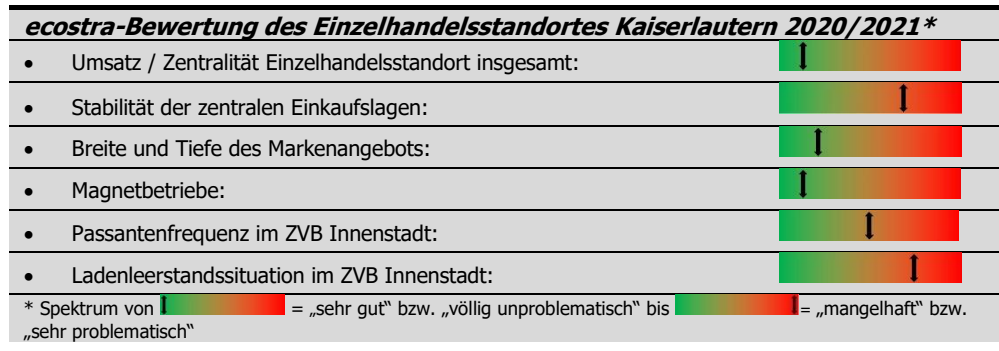 ecostra-Bewertung des Einzelhandelsstandortes Kaiserlautern 2020/2021*
• Umsatz / Zentralität Einzelhandelsstandort insgesamt:
• Stabilität der zentralen Einkaufslagen:
• Breite und Tiefe des Markenangebots:
• Magnetbetriebe:
• Passantenfrequenz im ZVB Innenstadt:
• Ladenleerstandssituation im ZVB Innenstadt:
* Spektrum von = „sehr gut“ bzw. „völlig unproblematisch“ bis = „mangelhaft“ bzw.
„sehr problematisch“